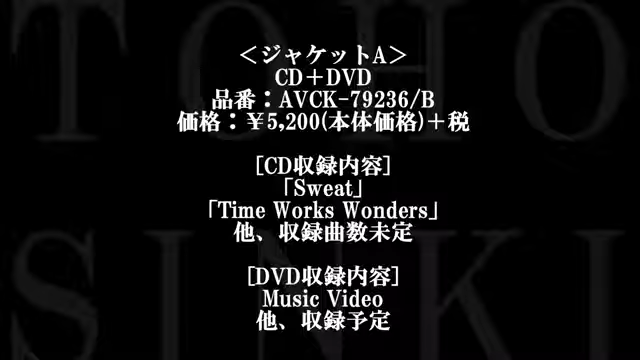 TOHO
<ジャケットA>
CD+DVD
品番:AVCK-79236/B
価格:¥5,200(本体価格)+税
[CD収録内容]
「Sweat」
「Time Works Wonders」
他、収録曲数未定
SINKI
[DVD収録内容]
Music Video
他、収録予定